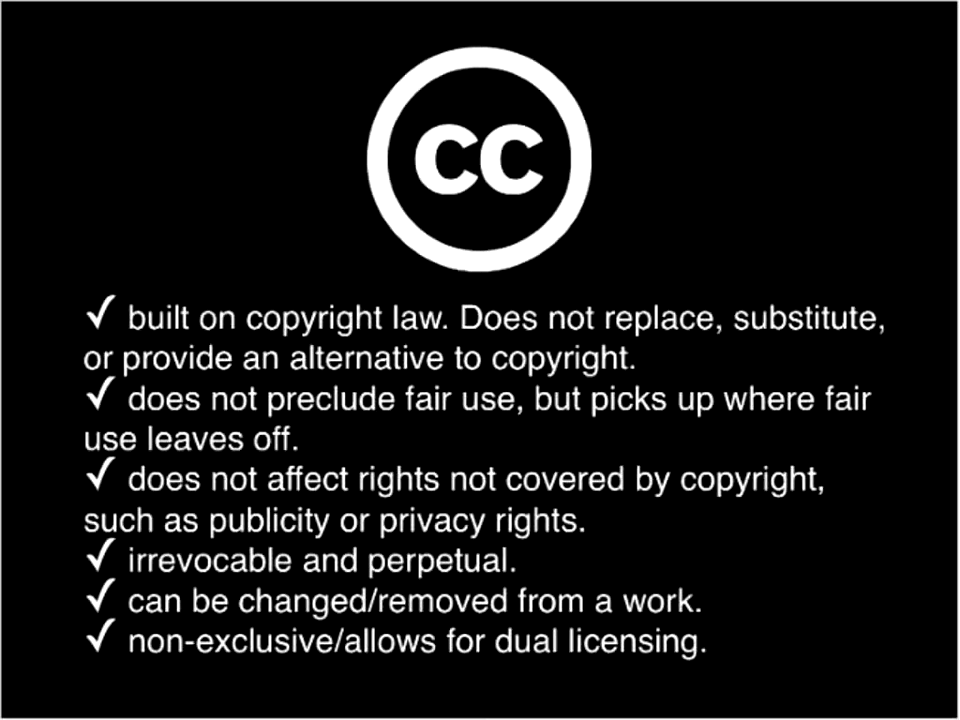 cc
✓ built on copyright law. Does not replace, substitute,
or provide an alternative to copyright.
✓ does not preclude fair use, but picks up where fair
use leaves off.
✓ does not affect rights not covered by copyright,
such as publicity or privacy rights.
✓ irrevocable and perpetual.
✓ can be changed/removed from a work.
✓ non-exclusive/allows for dual licensing.